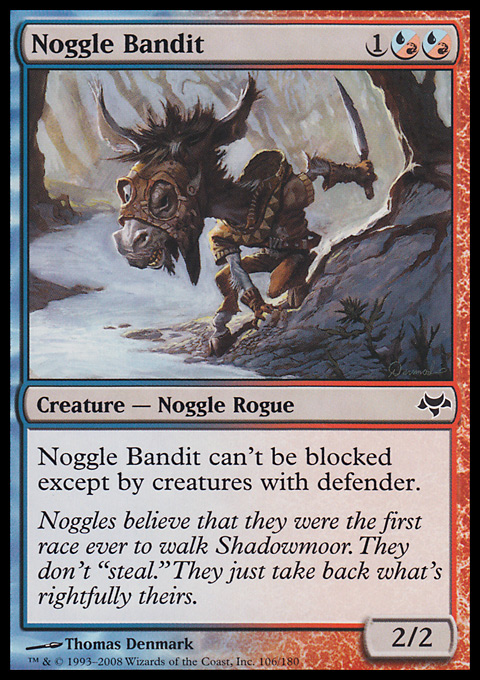 Noggle Bandit 1
Creature — Noggle Rogue
Noggle Bandit can't be blocked
except by creatures with defender.
Noggles believe that they were the first
race ever to walk Shadowmoor. They
don't “steal.” They just take back what's
rightfully theirs.
Thomas Denmark
2/2
™ & © 1993–2008 Wizards of the Coast, Inc. 106/180